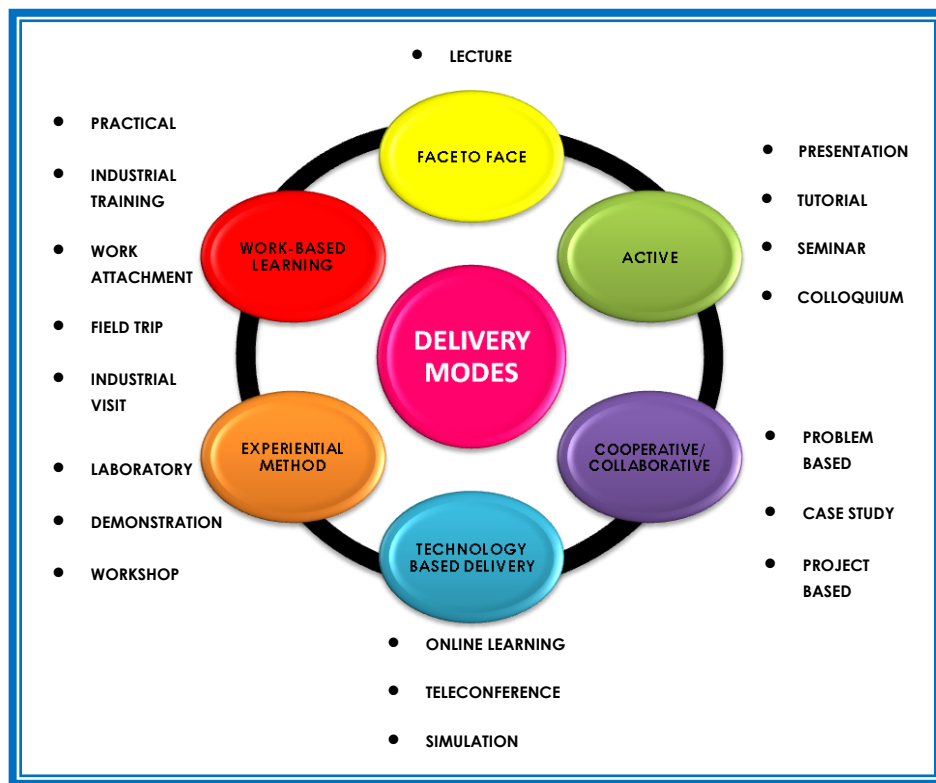 • LECTURE
FACE TO FACE
• PRACTICAL
• INDUSTRIAL
TRAINING
• WORK
ATTACHMENT
• FIELD TRIP
• INDUSTRIAL
VISIT
WORK-BASED
LEARNING
• PRESENTATION
• TUTORIAL
• SEMINAR
• COLLOQUIUM
ACTIVE
DELIVERY
MODES
EXPERIENTIAL
METHOD
• LABORATORY
• DEMONSTRATION
• WORKSHOP
COOPERATIVE/
COLLABORATIVE
• PROBLEM
BASED
• CASE STUDY
• PROJECT
BASED
TECHNOLOGY
BASED DELIVERY
• ONLINE LEARNING
• TELECONFERENCE
• SIMULATION